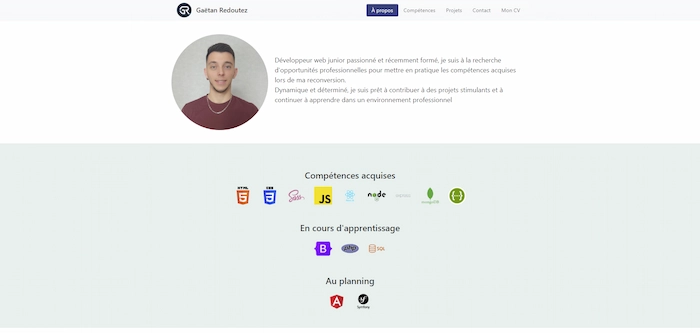 GR Gaëtan Redoutez
À propos Compétences Projets Contact Mon CV
Développeur web junior passionné et récemment formé, je suis à la recherche
d'opportunités professionnelles pour mettre en pratique les compétences acquises
lors de ma reconversion.
Dynamique et déterminé, je suis prêt à contribuer à des projets stimulants et à
continuer à apprendre dans un environnement professionnel
Compétences acquises
HTML 5 CSS 3 Sass JS node mongoDB
En cours d'apprentissage
B php SQL
Au planning
A sf Symfony